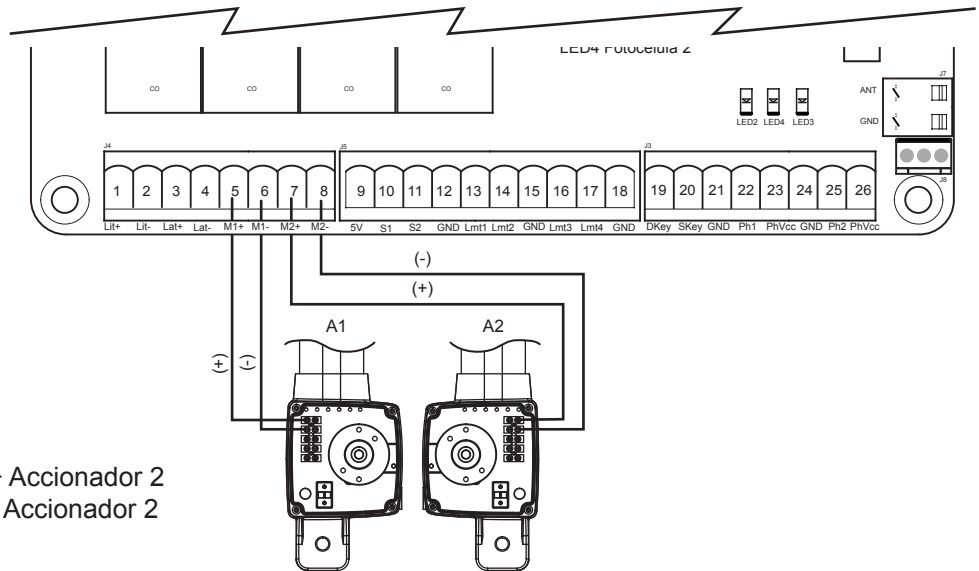 LED4 Fotocélula 2
CO CO CO CO
J7
ANT
GND
LED2 LED4 LED3
J8
J4 J5 J3
1 2 3 4 5 6 7 8 9 10 11 12 13 14 15 16 17 18 19 20 21 22 23 24 25 26
Lit+ Lit- Lat+ Lat- M1+ M1- M2+ M2- 5V S1 S2 GND Lmt1 Lmt2 GND Lmt3 Lmt4 GND DKey SKey GND Ph1 PhVcc GND Ph2 PhVcc
(-)
(+)
A1 A2
(+) (-)
- Accionador 2
Accionador 2